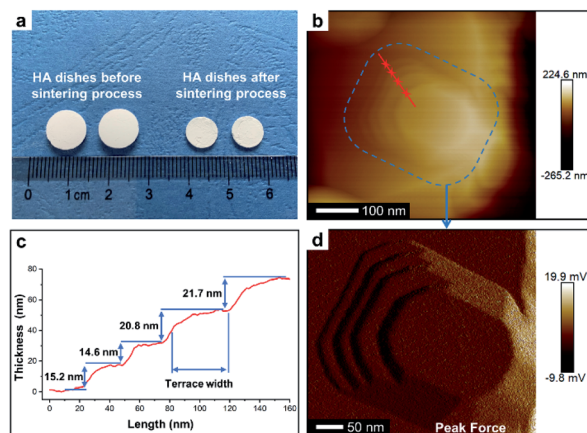 a
HA dishes before
sintering process
HA dishes after
sintering process
0 1 cm 2 3 4 5 6
b
224.6 nm
-265.2 nm
100 nm
c
80
60
40
20
0
Thickness (nm)
15.2 nm
14.6 nm
20.8 nm
21.7 nm
Terrace width
0 20 40 60 80 100 120 140 160
Length (nm)
d
19.9 mV
-9.8 mV
50 nm
Peak Force